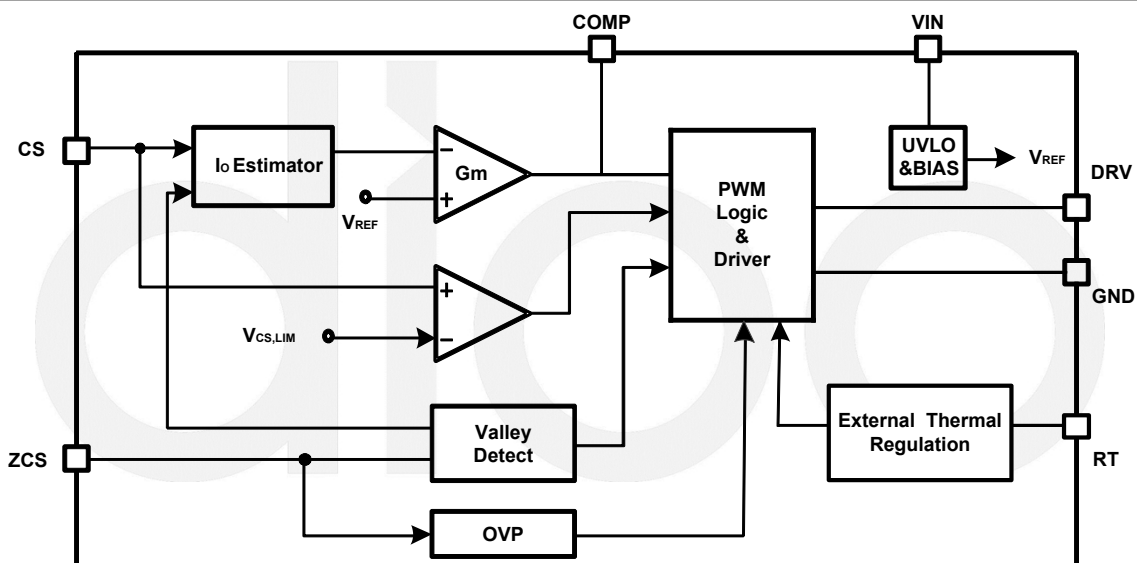 COMP
VIN
CS
Io Estimator
Gm
VREF
UVLO
&BIAS
VREF
DRV
PWM
Logic
&
Driver
GND
VCS,LIM
Valley
Detect
External Thermal
Regulation
ZCS
RT
OVP
−
+
+
−
dioo